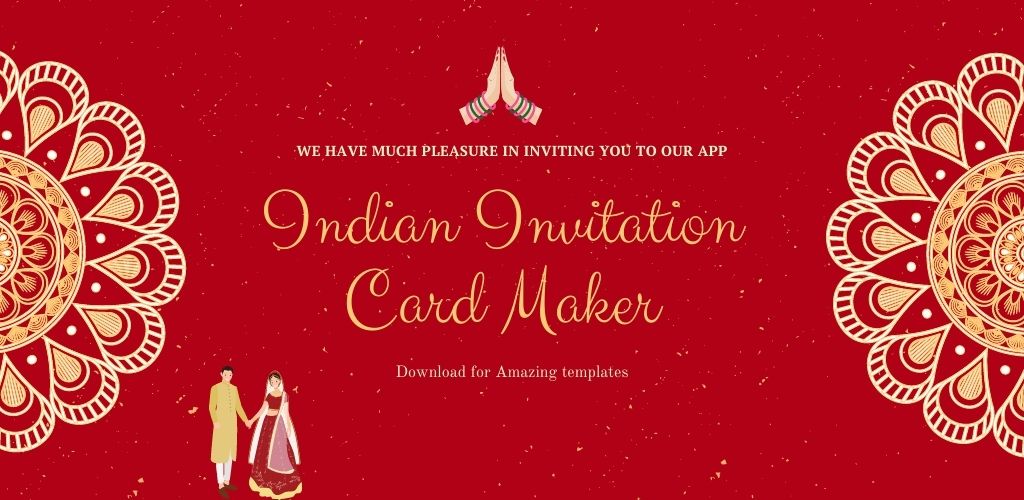 WE HAVE MUCH PLEASURE IN INVITING YOU TO OUR APP
Indian Invitation
Card Maker
Download for Amazing templates